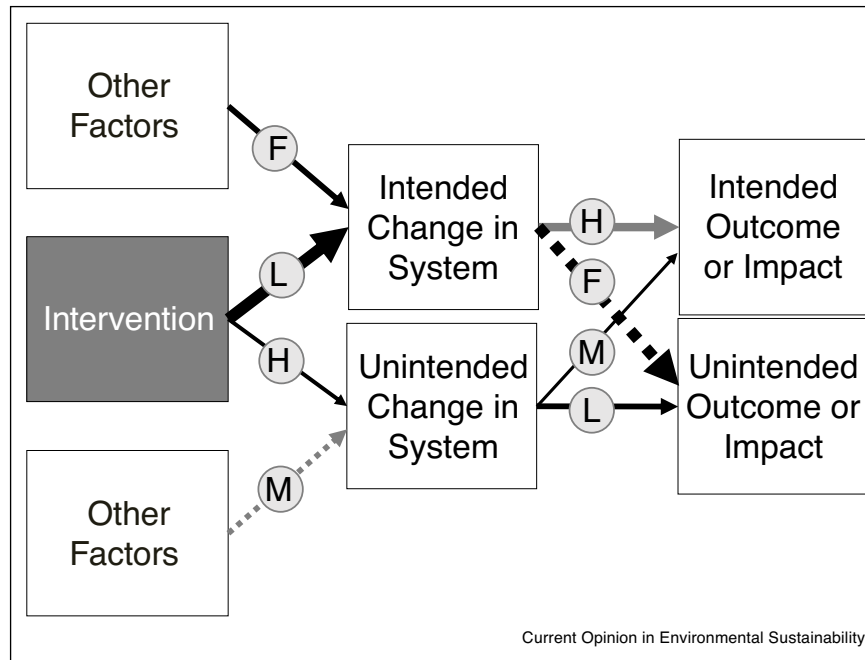 Other
Factors
F
Intended
Change in
System
H
Intended
Outcome
or Impact
L
F
Intervention
H
M
Unintended
Change in
System
L
Unintended
Outcome or
Impact
M
Other
Factors
Current Opinion in Environmental Sustainability